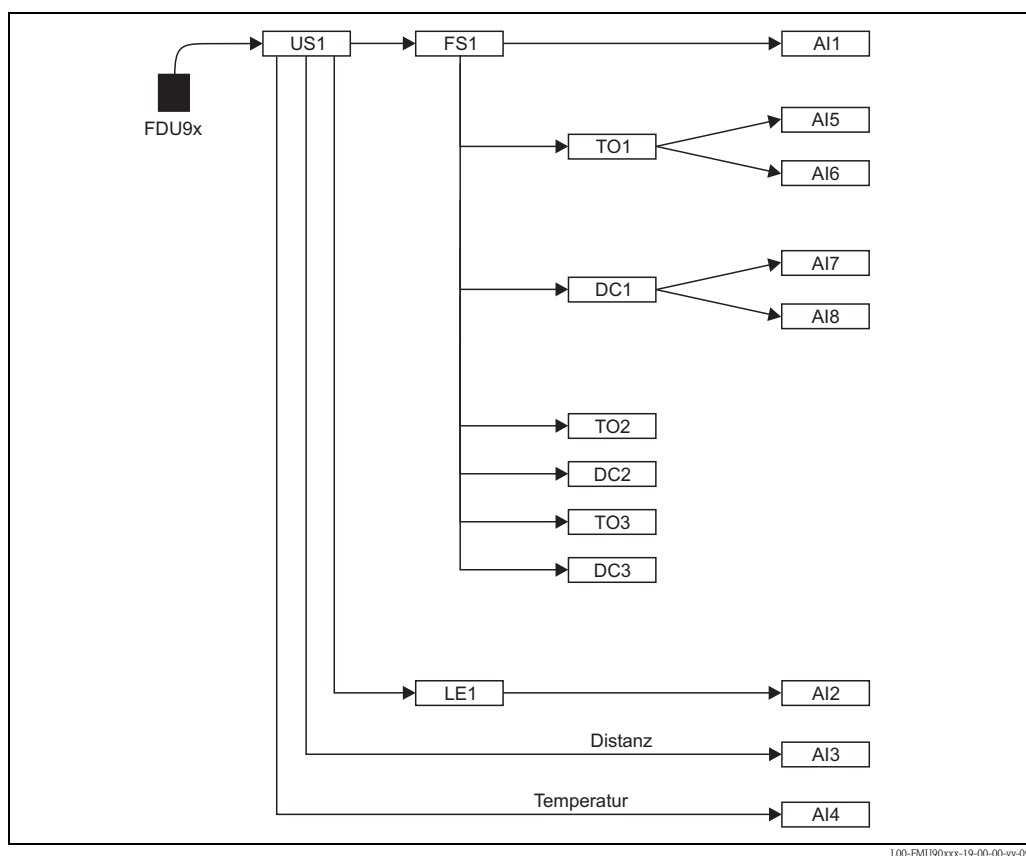 US1
FS1
AI1
FDU9x
AI5
TO1
AI6
AI7
DC1
AI8
TO2
DC2
TO3
DC3
LE1
AI2
Distanz
AI3
Temperatur
AI4